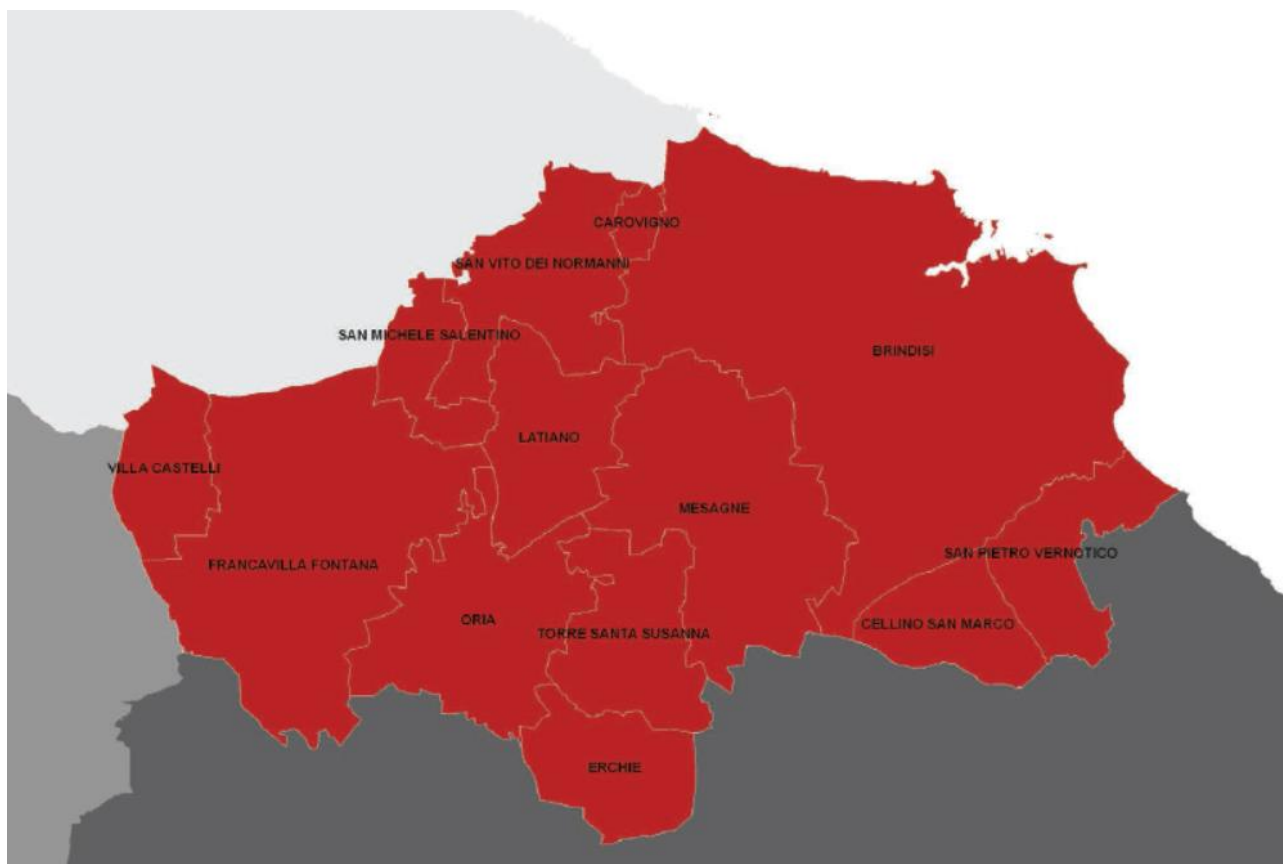 CAROVIGNO
SAN VITO DEI NORMANNI
SAN MICHELE SALENTINO
BRINDISI
LATIANO
VILLA CASTELLI
MESAGNE
SAN PIETRO VERNOTICO
FRANCAVILLA FONTANA
ORIA
CELLINO SAN MARCO
TORRE SANTA SUSANNA
ERCHIE